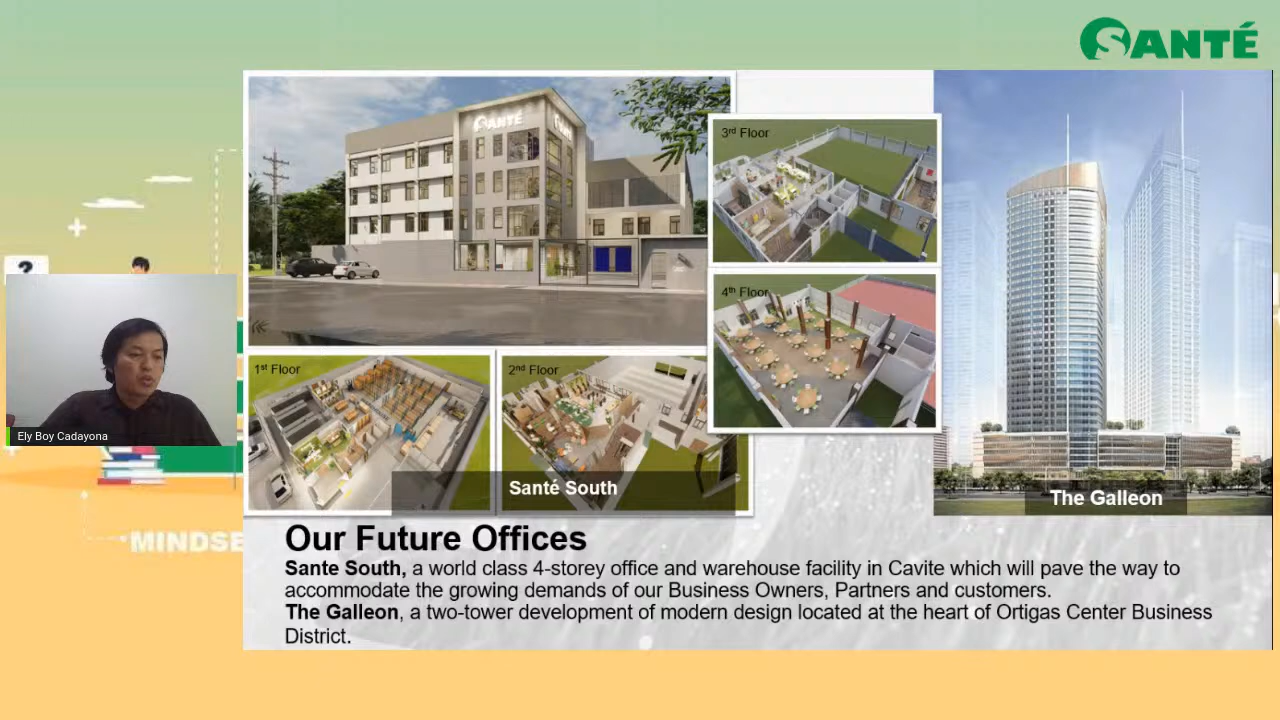 SANTÉ
SANTÉ
3rd Floor
4th Floor
?
Ely Boy Cadayona
1st Floor
2nd Floor
Santé South
The Galleon
MINDSE
Our Future Offices
Sante South, a world class 4-storey office and warehouse facility in Cavite which will pave the way to
accommodate the growing demands of our Business Owners, Partners and customers.
The Galleon, a two-tower development of modern design located at the heart of Ortigas Center Business
District.